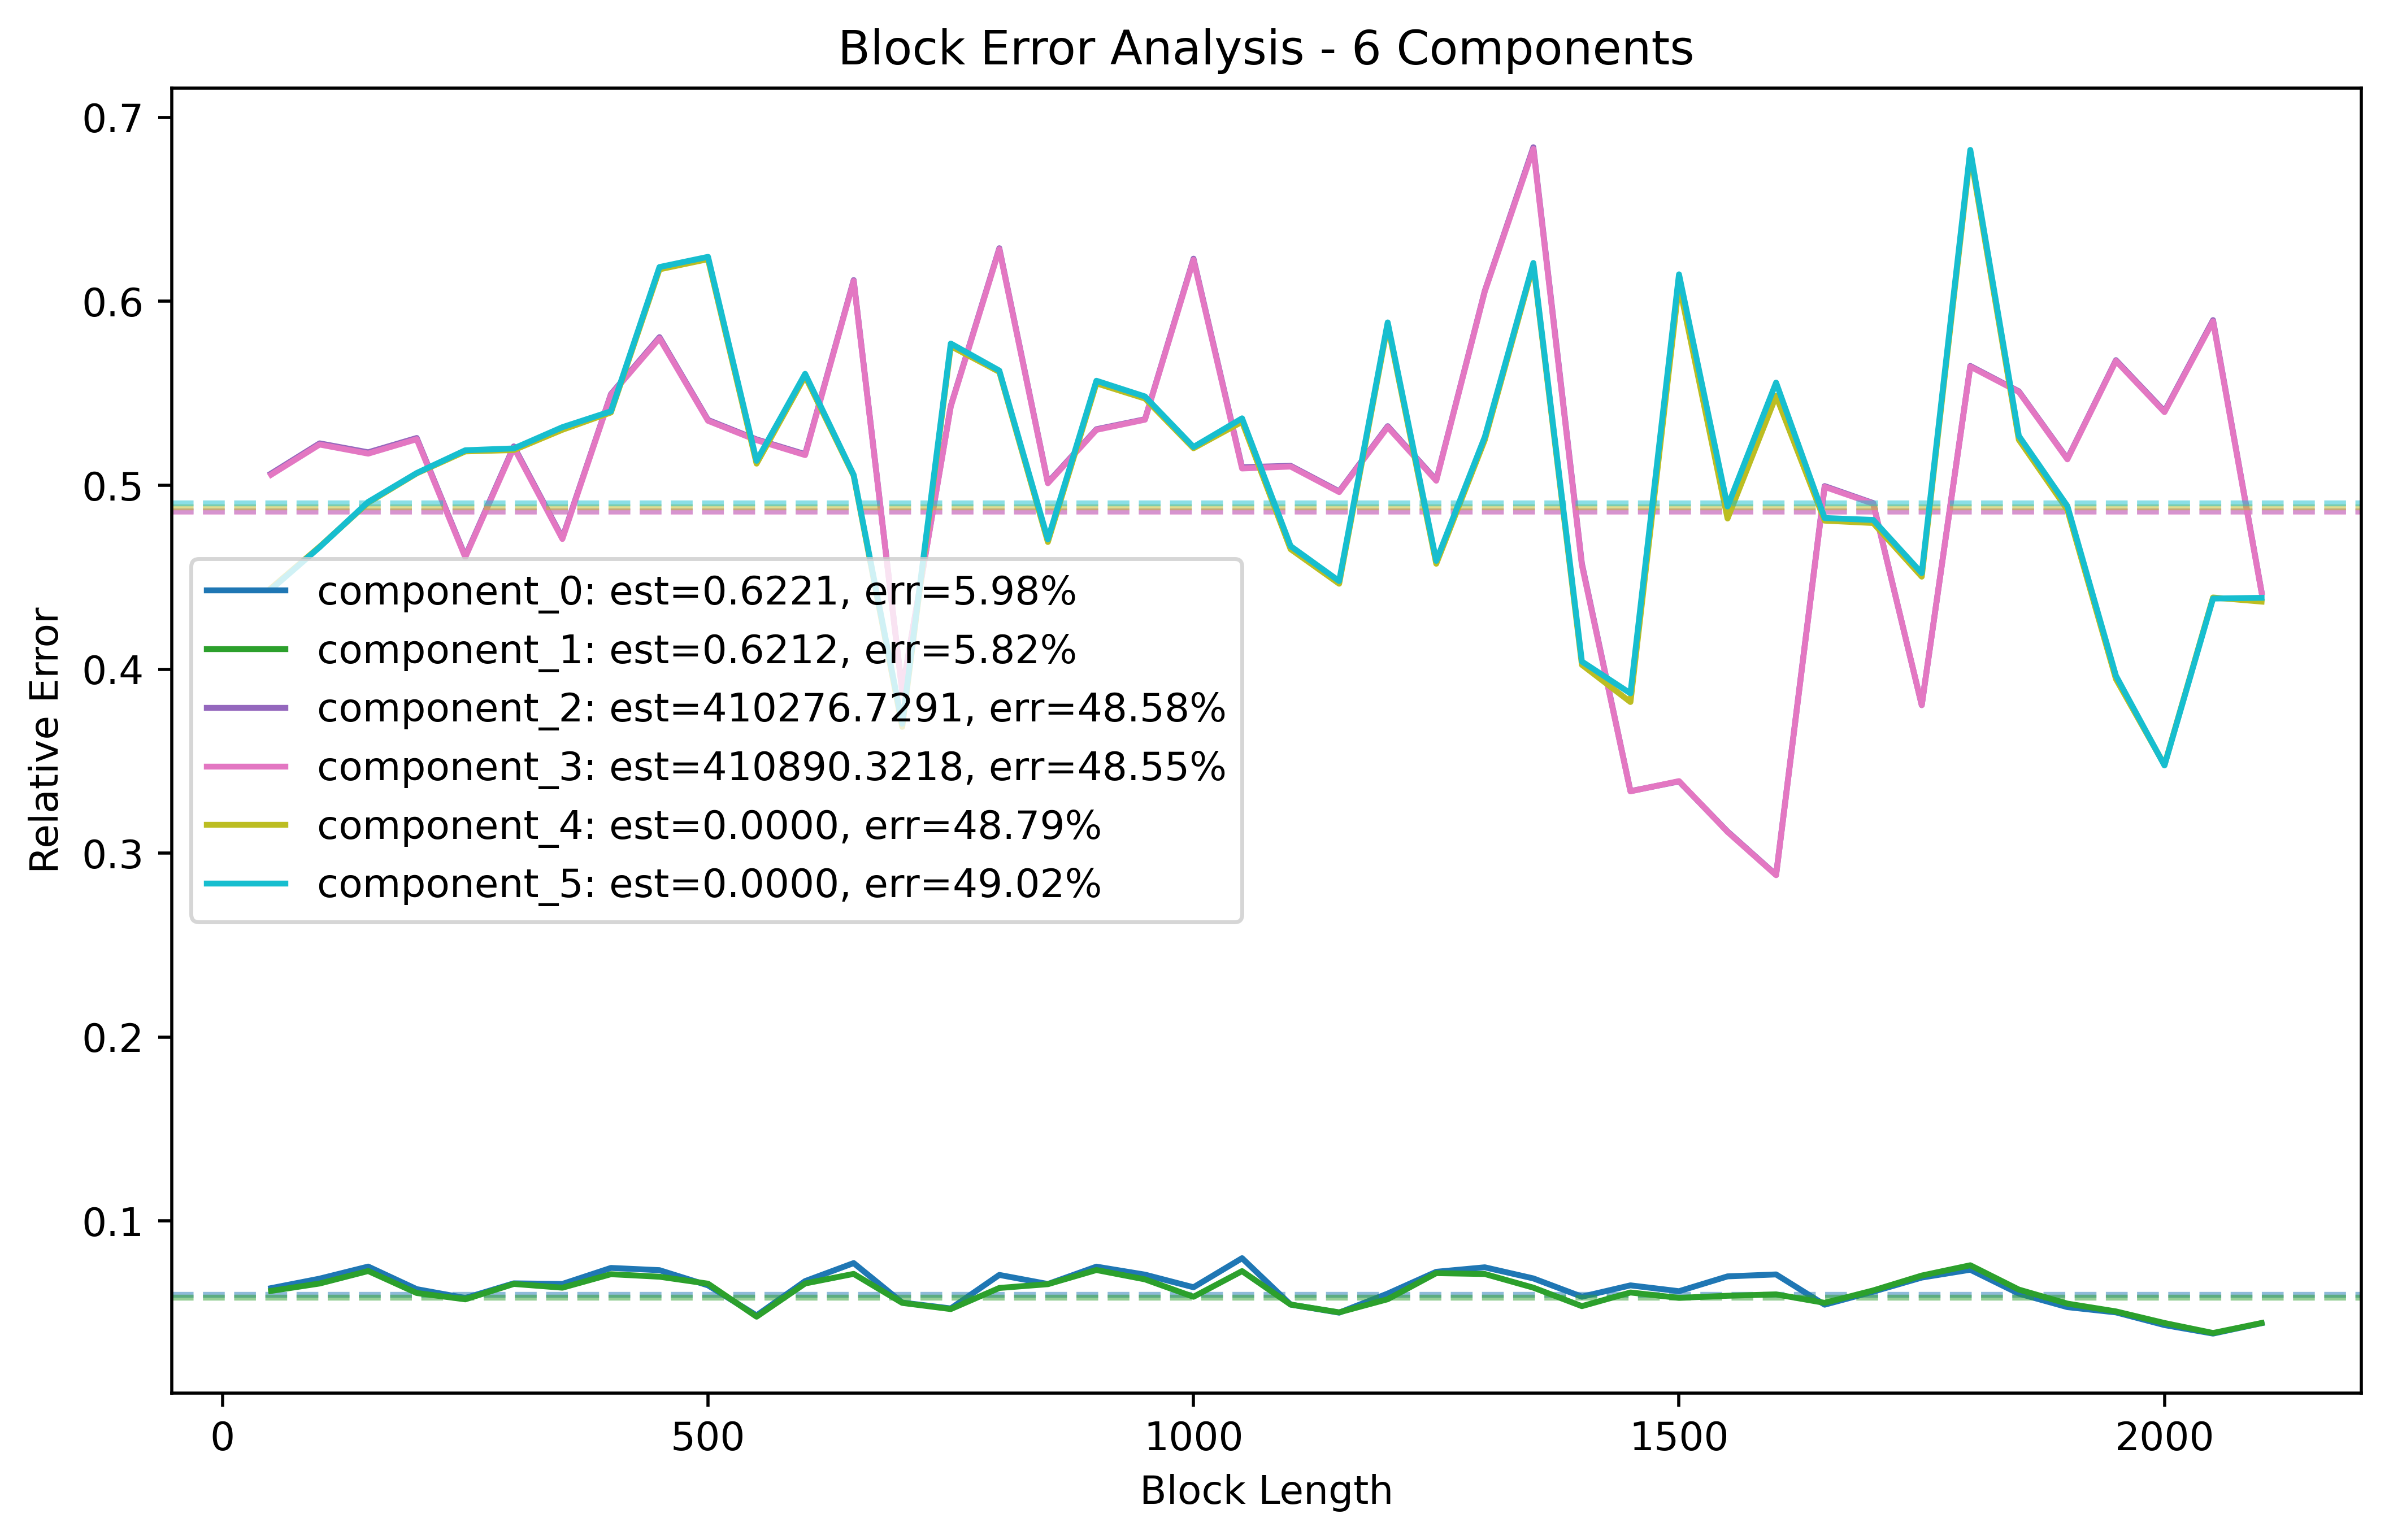 Block Error Analysis - 6 Components
0.7
0.6
0.5
0.4
0.3
0.2
0.1
Relative Error
component_0: est=0.6221, err=5.98%
component_1: est=0.6212, err=5.82%
component_2: est=410276.7291, err=48.58%
component_3: est=410890.3218, err=48.55%
component_4: est=0.0000, err=48.79%
component_5: est=0.0000, err=49.02%
0 500 1000 1500 2000
Block Length